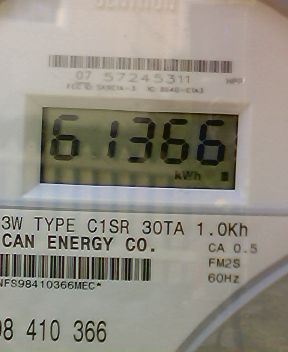 07 57245311
61366
kWh
3W TYPE C1SR 30TA 1.0Kh
CAN ENERGY CO.
CA 0.5
FM2S
60Hz
NFS98410366MEC*
98 410 366